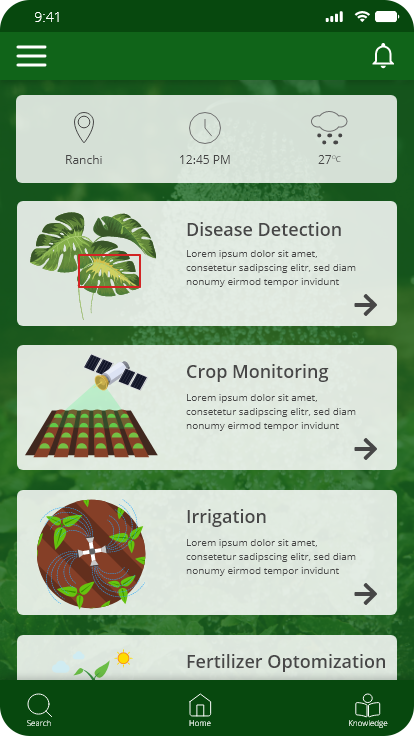 9:41
Ranchi
12:45 PM
27°C
Disease Detection
Lorem ipsum dolor sit amet,
consetetur sadipscing elitr, sed diam
nonumy eirmod tempor invidunt
Crop Monitoring
Lorem ipsum dolor sit amet,
consetetur sadipscing elitr, sed diam
nonumy eirmod tempor invidunt
Irrigation
Lorem ipsum dolor sit amet,
consetetur sadipscing elitr, sed diam
nonumy eirmod tempor invidunt
Fertilizer Optomization
Search
Home
Knowledge